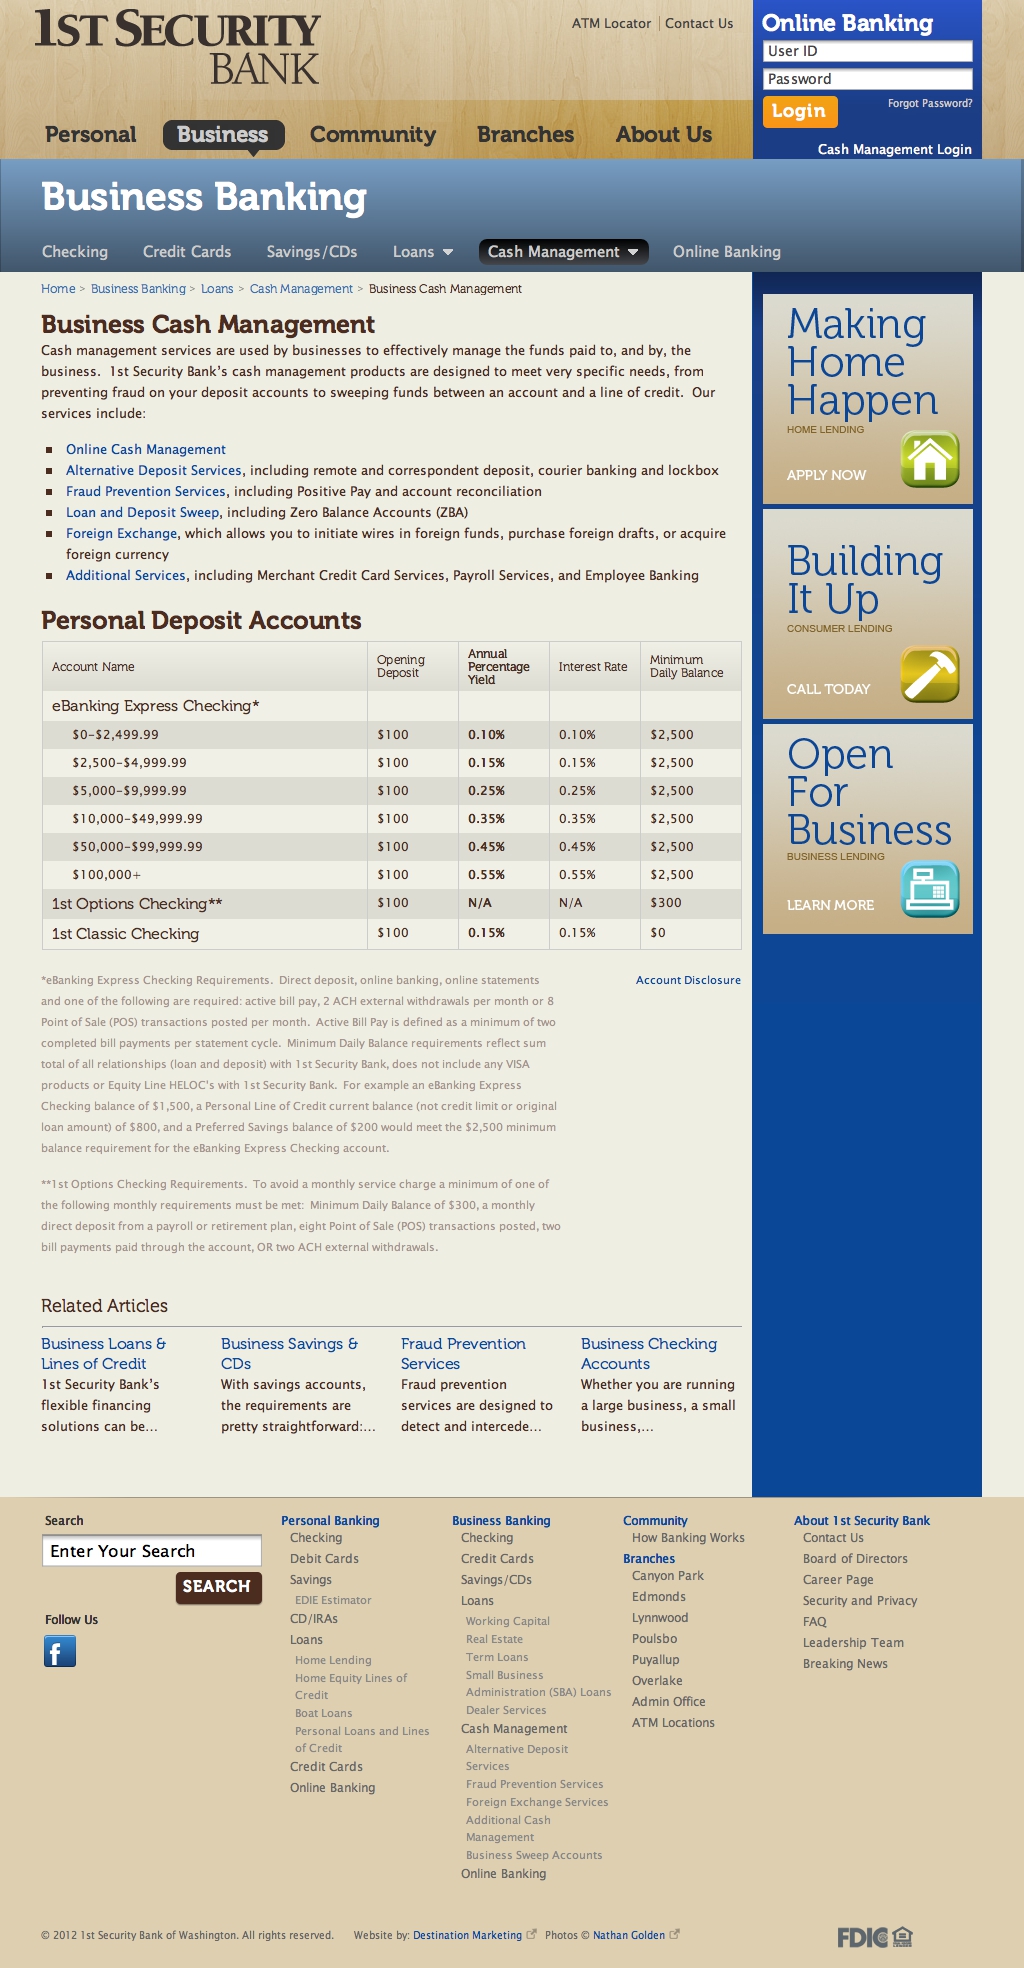 1ST SECURITY
BANK
ATM Locator | Contact Us
Online Banking
User ID
Password
Login
Forgot Password?
Cash Management Login
Personal Business Community Branches About Us
Business Banking
Checking Credit Cards Savings/CDs Loans Cash Management Online Banking
Home > Business Banking > Loans > Cash Management > Business Cash Management
Business Cash Management
Cash management services are used by businesses to effectively manage the funds paid to, and by, the
business. 1st Security Bank's cash management products are designed to meet very specific needs, from
preventing fraud on your deposit accounts to sweeping funds between an account and a line of credit. Our
services include:
Online Cash Management
Alternative Deposit Services, including remote and correspondent deposit, courier banking and lockbox
Fraud Prevention Services, including Positive Pay and account reconciliation
Loan and Deposit Sweep, including Zero Balance Accounts (ZBA)
Foreign Exchange, which allows you to initiate wires in foreign funds, purchase foreign drafts, or acquire
foreign currency
Additional Services, including Merchant Credit Card Services, Payroll Services, and Employee Banking
Making
Home
Happen
HOME LENDING
APPLY NOW
Building
It Up
CONSUMER LENDING
CALL TODAY
Open
For
Business
BUSINESS LENDING
LEARN MORE
Personal Deposit Accounts
Account Name
Opening
Deposit
Annual
Percentage
Yield
Interest Rate
Minimum
Daily Balance
eBanking Express Checking*
$0-$2,499.99 $100 0.10% 0.10% $2,500
$2,500-$4,999.99 $100 0.15% 0.15% $2,500
$5,000-$9,999.99 $100 0.25% 0.25% $2,500
$10,000-$49,999.99 $100 0.35% 0.35% $2,500
$50,000-$99,999.99 $100 0.45% 0.45% $2,500
$100,000+ $100 0.55% 0.55% $2,500
1st Options Checking** $100 N/A N/A $300
1st Classic Checking $100 0.15% 0.15% $0
*eBanking Express Checking Requirements. Direct deposit, online banking, online statements
and one of the following are required: active bill pay, 2 ACH external withdrawals per month or 8
Point of Sale (POS) transactions posted per month. Active Bill Pay is defined as a minimum of two
completed bill payments per statement cycle. Minimum Daily Balance requirements reflect sum
total of all relationships (loan and deposit) with 1st Security Bank, does not include any VISA
products or Equity Line HELOC's with 1st Security Bank. For example an eBanking Express
Checking balance of $1,500, a Personal Line of Credit current balance (not credit limit or original
loan amount) of $800, and a Preferred Savings balance of $200 would meet the $2,500 minimum
balance requirement for the eBanking Express Checking account.
Account Disclosure
**1st Options Checking Requirements. To avoid a monthly service charge a minimum of one of
the following monthly requirements must be met: Minimum Daily Balance of $300, a monthly
direct deposit from a payroll or retirement plan, eight Point of Sale (POS) transactions posted, two
bill payments paid through the account, OR two ACH external withdrawals.
Related Articles
Business Loans &
Lines of Credit
1st Security Bank's
flexible financing
solutions can be...
Business Savings &
CDs
With savings accounts,
the requirements are
pretty straightforward:...
Fraud Prevention
Services
Fraud prevention
services are designed to
detect and intercede...
Business Checking
Accounts
Whether you are running
a large business, a small
business,...
Search
Enter Your Search
SEARCH
Follow Us
f
Personal Banking
Checking
Debit Cards
Savings
EDIE Estimator
CD/IRAs
Loans
Home Lending
Home Equity Lines of
Credit
Boat Loans
Personal Loans and Lines
of Credit
Credit Cards
Online Banking
Business Banking
Checking
Credit Cards
Savings/CDs
Loans
Working Capital
Real Estate
Term Loans
Small Business
Administration (SBA) Loans
Dealer Services
Cash Management
Alternative Deposit
Services
Fraud Prevention Services
Foreign Exchange Services
Additional Cash
Management
Business Sweep Accounts
Online Banking
Community
How Banking Works
Branches
Canyon Park
Edmonds
Lynnwood
Poulsbo
Puyallup
Overlake
Admin Office
ATM Locations
About 1st Security Bank
Contact Us
Board of Directors
Career Page
Security and Privacy
FAQ
Leadership Team
Breaking News
© 2012 1st Security Bank of Washington. All rights reserved. Website by: Destination Marketing Photos © Nathan Golden
FDIC